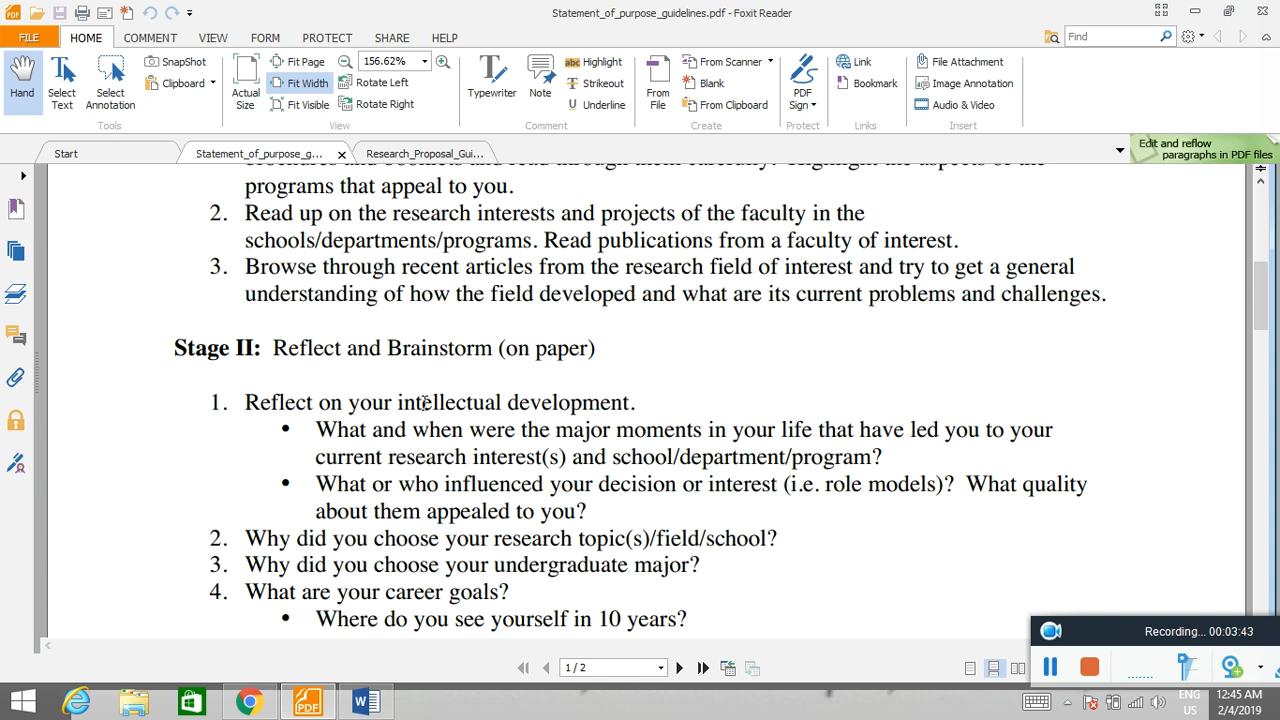 Statement_of_purpose_guidelines.pdf - Foxit Reader
FILE HOME COMMENT VIEW FORM PROTECT SHARE HELP Find
Hand
Select Text
Select Annotation
SnapShot
Clipboard
Tools
Actual Size
Fit Page
Fit Width
Fit Visible
156.62%
Rotate Left
Rotate Right
View
Typewriter
Note
Highlight
Strikeout
Underline
Comment
From File
From Scanner
Blank
From Clipboard
Create
PDF Sign
Protect
Link
Bookmark
Links
File Attachment
Image Annotation
Audio & Video
Insert
Start Statement_of_purpose_g... Research_Proposal_Gui...
Edit and reflow
paragraphs in PDF files
programs that appeal to you.
2. Read up on the research interests and projects of the faculty in the
schools/departments/programs. Read publications from a faculty of interest.
3. Browse through recent articles from the research field of interest and try to get a general
understanding of how the field developed and what are its current problems and challenges.
Stage II: Reflect and Brainstorm (on paper)
1. Reflect on your intellectual development.
• What and when were the major moments in your life that have led you to your
current research interest(s) and school/department/program?
• What or who influenced your decision or interest (i.e. role models)? What quality
about them appealed to you?
2. Why did you choose your research topic(s)/field/school?
3. Why did you choose your undergraduate major?
4. What are your career goals?
• Where do you see yourself in 10 years?
Recording... 00:03:43
1 / 2
ENG
US
12:45 AM
2/4/2019